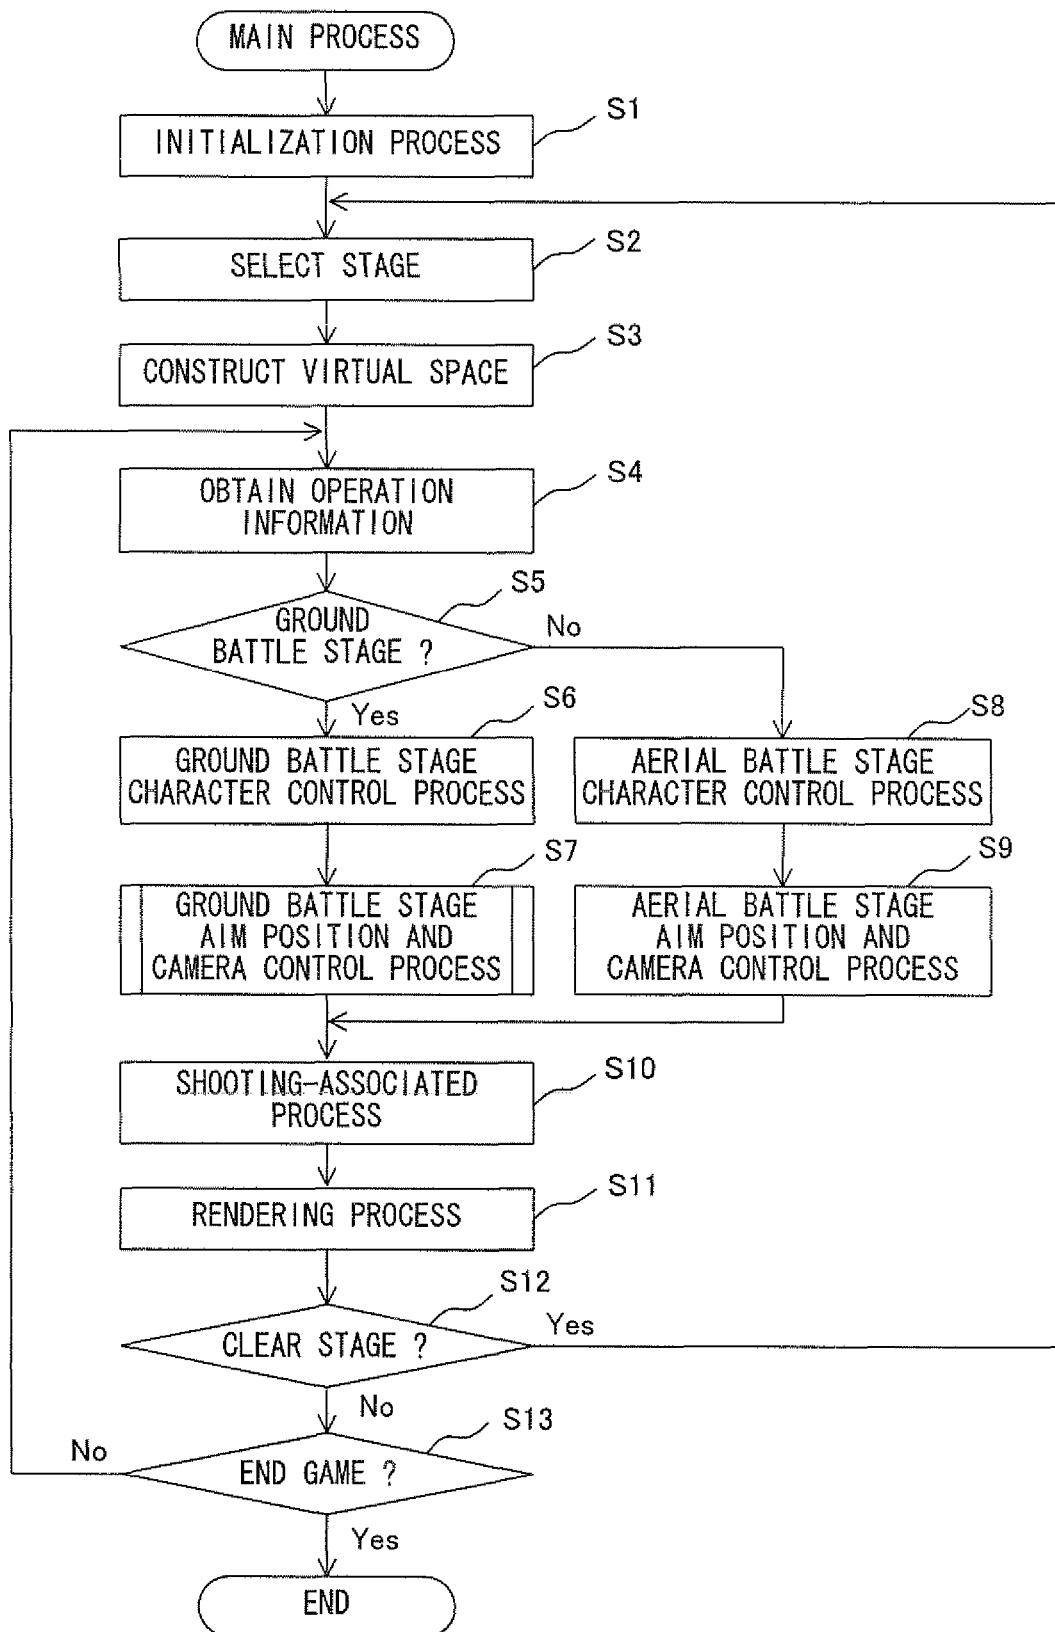 MAIN PROCESS
S1
INITIALIZATION PROCESS
S2
SELECT STAGE
S3
CONSTRUCT VIRTUAL SPACE
S4
OBTAIN OPERATION
INFORMATION
S5
GROUND
BATTLE STAGE ?
No
Yes
S6
GROUND BATTLE STAGE
CHARACTER CONTROL PROCESS
S8
AERIAL BATTLE STAGE
CHARACTER CONTROL PROCESS
S7
GROUND BATTLE STAGE
AIM POSITION AND
CAMERA CONTROL PROCESS
S9
AERIAL BATTLE STAGE
AIM POSITION AND
CAMERA CONTROL PROCESS
S10
SHOOTING-ASSOCIATED
PROCESS
S11
RENDERING PROCESS
S12
CLEAR STAGE ?
Yes
No
S13
No
END GAME ?
Yes
END